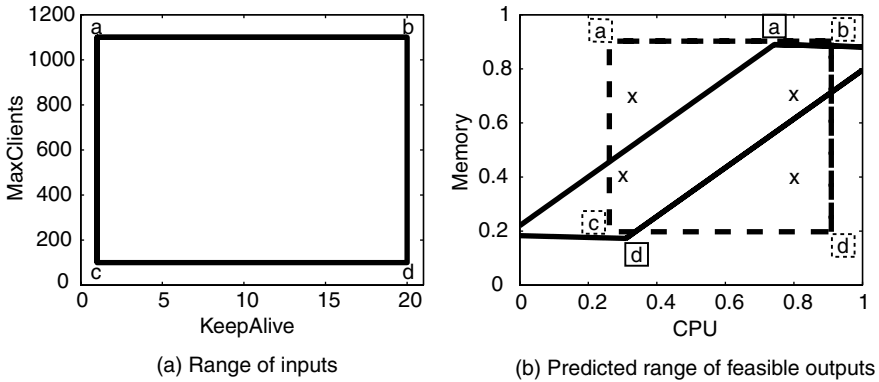 1200
1000
800
600
400
200
0
MaxClients
a
b
c
d
0
5
10
15
20
KeepAlive
(a) Range of inputs
1
0.8
0.6
0.4
0.2
0
Memory
a
a
b
x
x
x
x
c
d
d
0
0.2
0.4
0.6
0.8
1
CPU
(b) Predicted range of feasible outputs